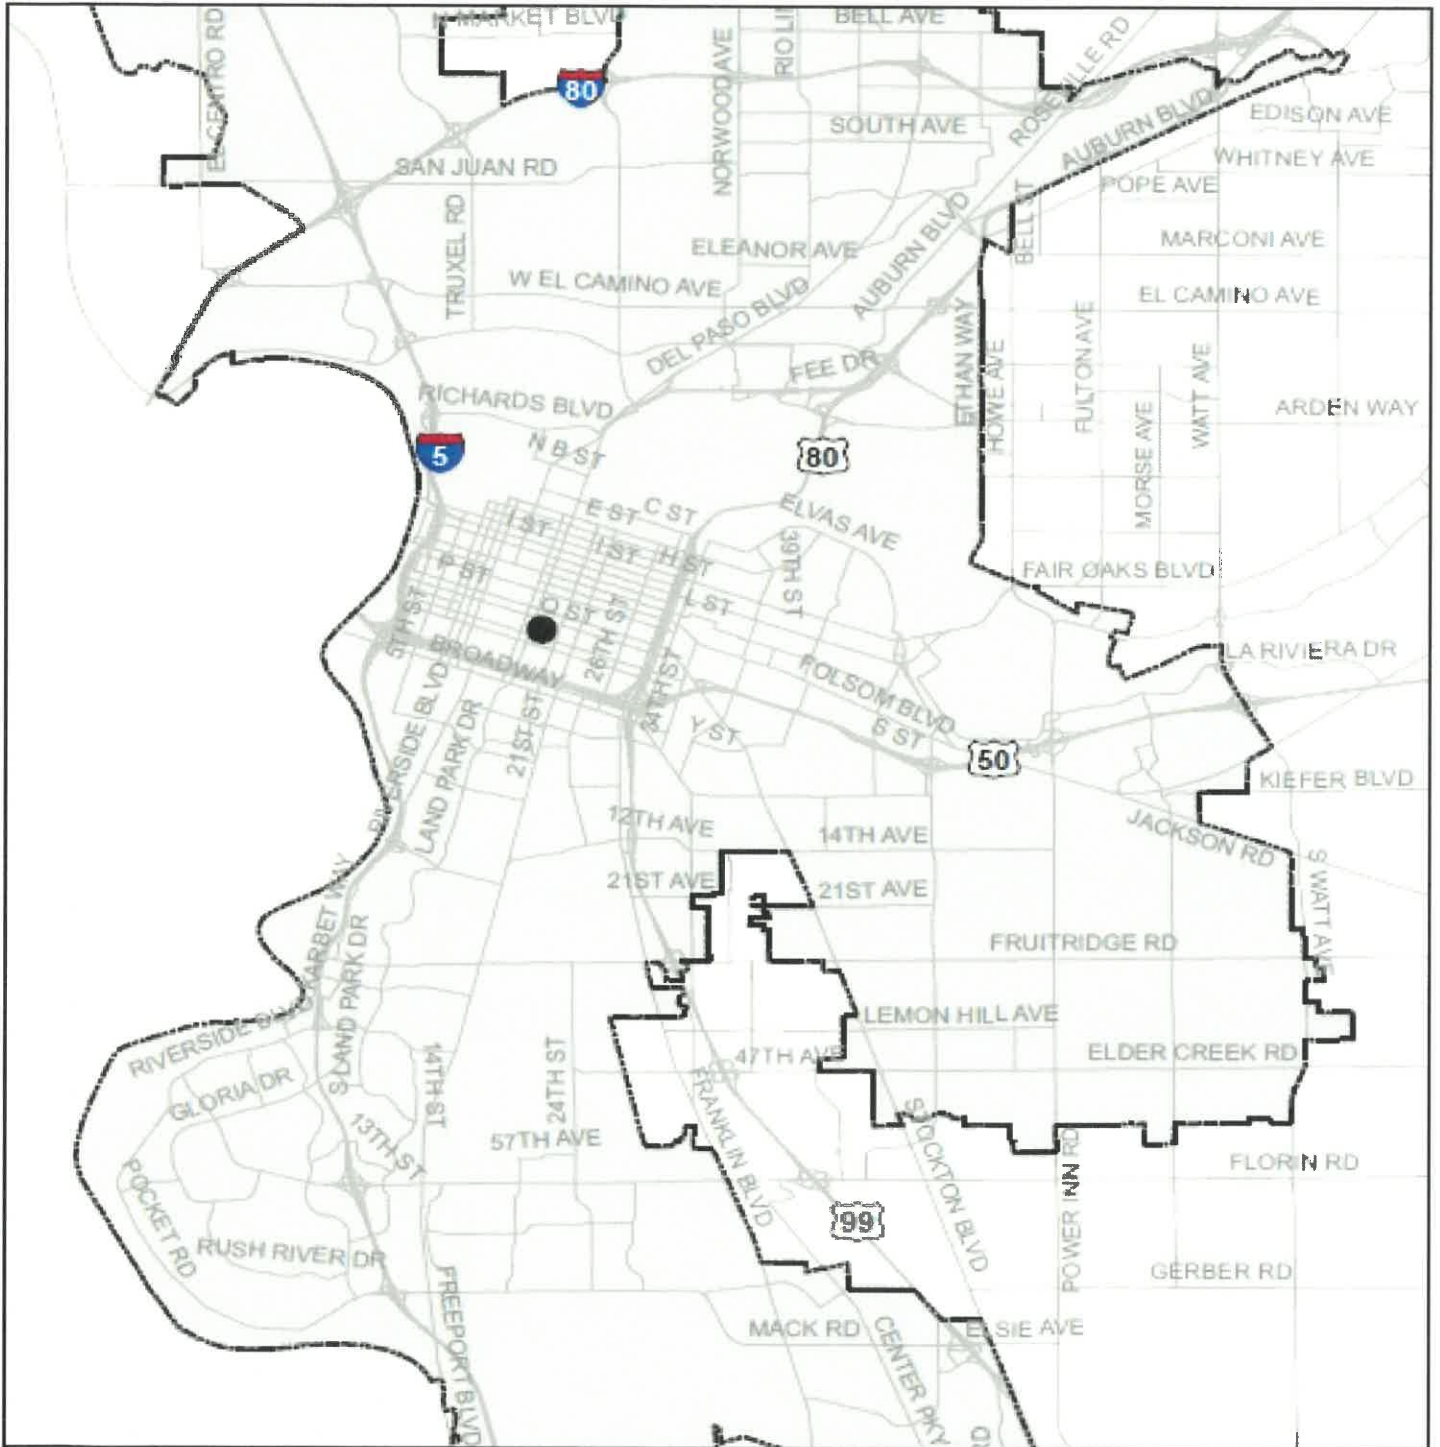 N MARKET BLVD
BELL AVE
EL CENTRO RD
RIO LIN
ROSEVILLE RD
80
NORWOOD AVE
SOUTH AVE
EDISON AVE
AUBURN BLVD
WHITNEY AVE
SAN JUAN RD
POPE AVE
BELL ST
TRUXEL RD
ELEANOR AVE
AUBURN BLVD
MARCONI AVE
W EL CAMINO AVE
EL CAMINO AVE
DEL PASO BLVD
FEE DR
ETHAN WAY
HOWE AVE
FULTON AVE
WATT AVE
MORSE AVE
RICHARDS BLVD
ARDEN WAY
N B ST
5
80
E ST
C ST
ELVAS AVE
I ST
I ST
H ST
39TH ST
P ST
FAIR OAKS BLVD
Q ST
L ST
5TH ST
26TH ST
BROADWAY
LA RIVIERA DR
34TH ST
FOLSOM BLVD
RIVERSIDE BLVD
LAND PARK DR
21ST ST
Y ST
S ST
50
KIEFER BLVD
12TH AVE
14TH AVE
JACKSON RD
21ST AVE
21ST AVE
S WATT AVE
KARBET WAY
S LAND PARK DR
FRUITRIDGE RD
RIVERSIDE BLVD
LEMON HILL AVE
47TH AVE
ELDER CREEK RD
GLORIA DR
14TH ST
24TH ST
FRANKLIN BLVD
13TH ST
57TH AVE
STOCKTON BLVD
POWER INN RD
FLORIN RD
POCKET RD
99
RUSH RIVER DR
GERBER RD
FREEPORT BLVD
MACK RD
CENTER PKY
ELSIE AVE
RD